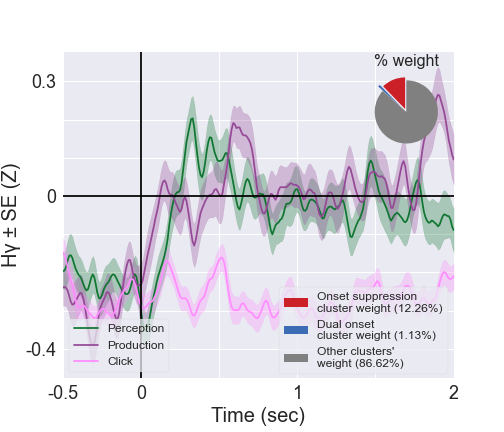 % weight
0.3
0
-0.4
Hγ ± SE (Z)
Perception
Production
Click
Onset suppression
cluster weight (12.26%)
Dual onset
cluster weight (1.13%)
Other clusters'
weight (86.62%)
-0.5
0
1
2
Time (sec)